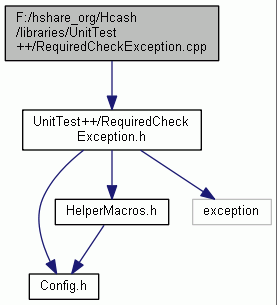 F:/hshare_org/Hcash
/libraries/UnitTest
++/RequiredCheckException.cpp
UnitTest++/RequiredCheck
Exception.h
HelperMacros.h
exception
Config.h